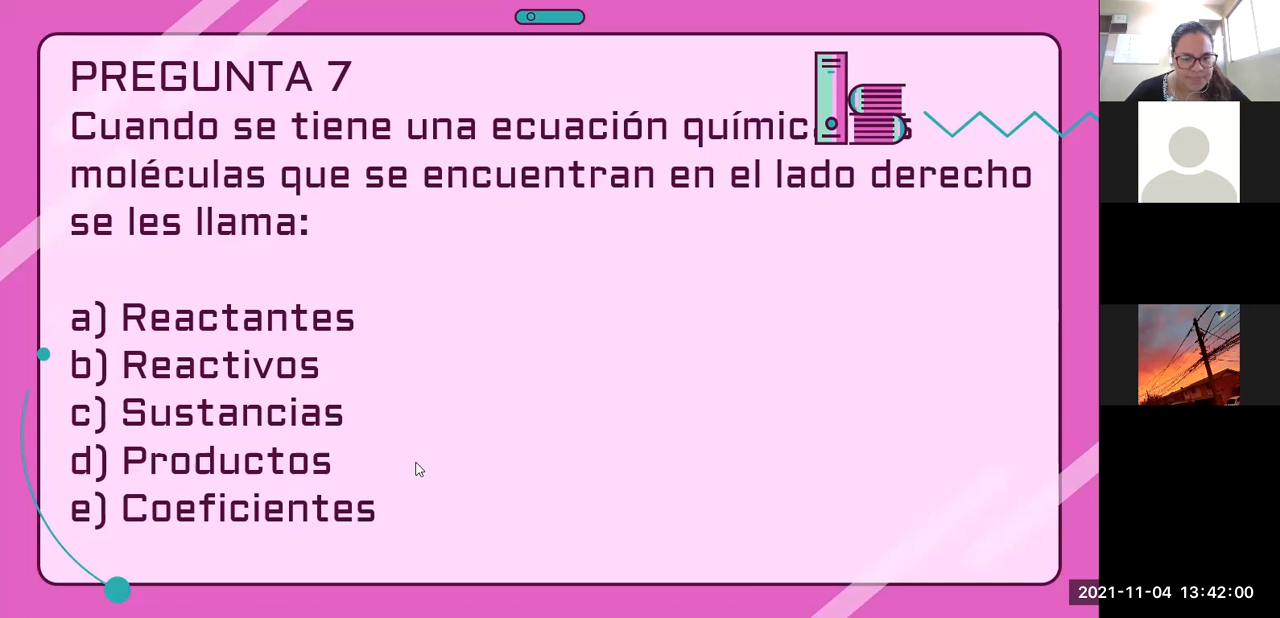 PREGUNTA 7
Cuando se tiene una ecuación
moléculas que se encuentran en el lado derecho
se les llama:
a) Reactantes
b) Reactivos
c) Sustancias
d) Productos
e) Coeficientes
2021-11-04 13:42:00